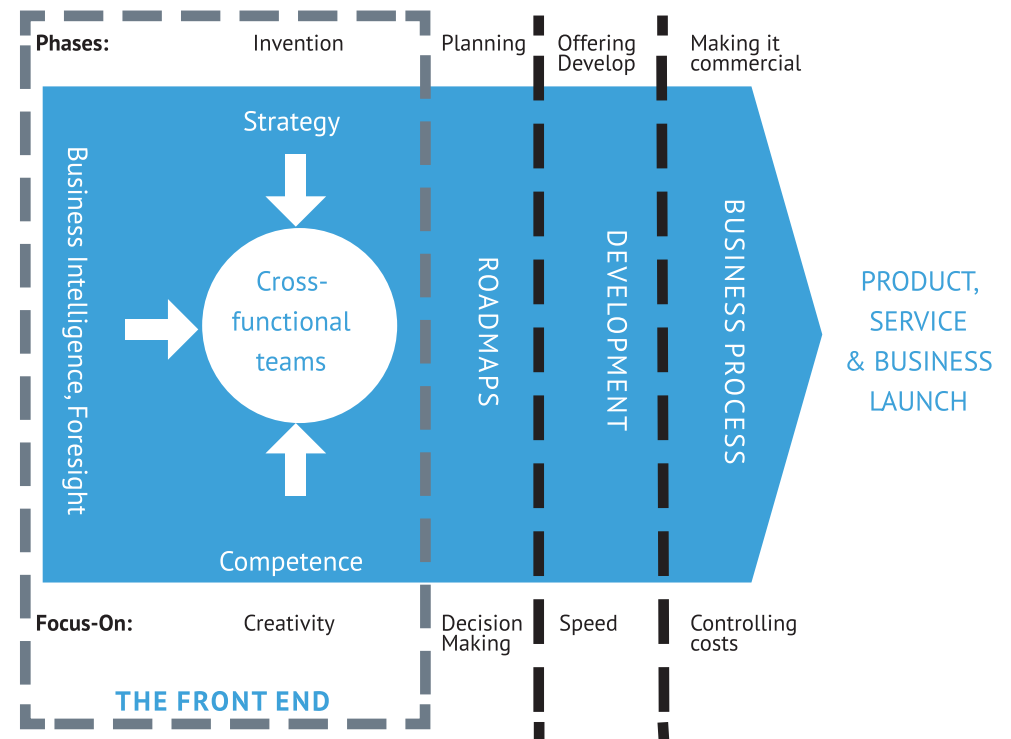 Phases:
Invention
Planning
Offering
Develop
Making it
commercial
Business Intelligence, Foresight
Strategy
Cross-
functional
teams
Competence
ROADMAPS
DEVELOPMENT
BUSINESS PROCESS
PRODUCT,
SERVICE
& BUSINESS
LAUNCH
Focus-On:
Creativity
Decision
Making
Speed
Controlling
costs
THE FRONT END